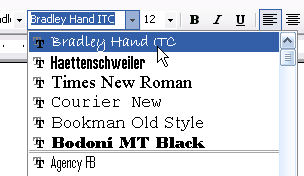 Bradley Hand ITC 12 B I U
Bradley Hand ITC
Haettenschweiler
Times New Roman
Courier New
Bookman Old Style
Bodoni MT Black
Agency FB